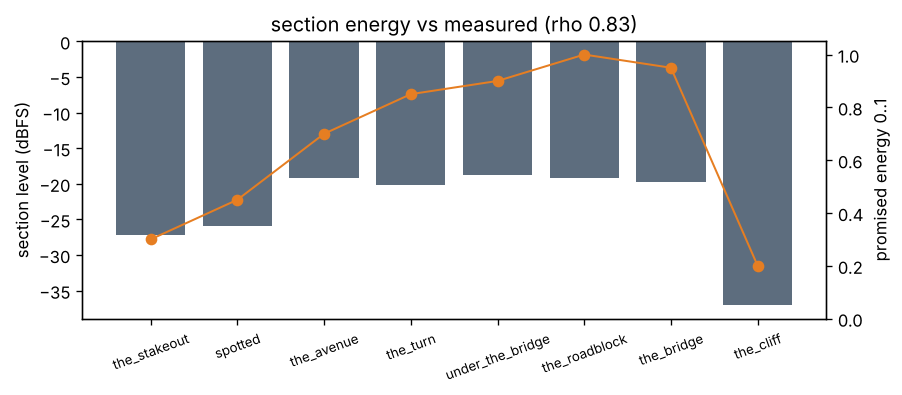 section energy vs measured (rho 0.83)
section level (dBFS)
0
−5
−10
−15
−20
−25
−30
−35
1.0
0.8
0.6
0.4
0.2
0.0
promised energy 0..1
the_stakeout
spotted
the_avenue
the_turn
under_the_bridge
the_roadblock
the_bridge
the_cliff